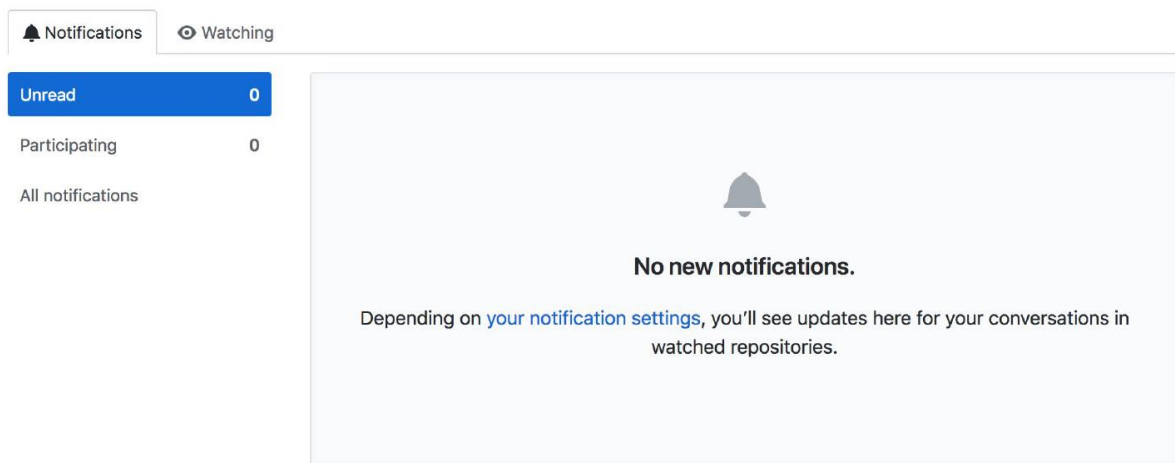 Notifications
Watching
Unread 0
Participating 0
All notifications
No new notifications.
Depending on your notification settings, you’ll see updates here for your conversations in
watched repositories.